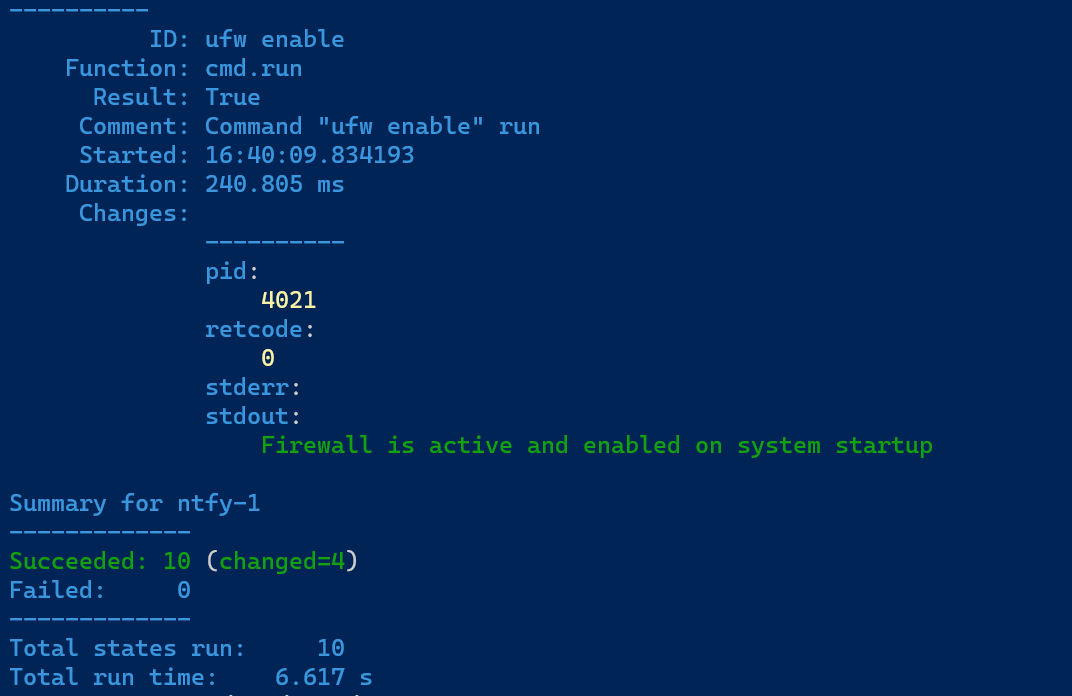 ----------
          ID: ufw enable
    Function: cmd.run
      Result: True
     Comment: Command "ufw enable" run
     Started: 16:40:09.834193
    Duration: 240.805 ms
     Changes:
              ----------
              pid:
                  4021
              retcode:
                  0
              stderr:
              stdout:
                  Firewall is active and enabled on system startup

Summary for ntfy-1
-------------
Succeeded: 10 (changed=4)
Failed:     0
-------------
Total states run:     10
Total run time:    6.617 s